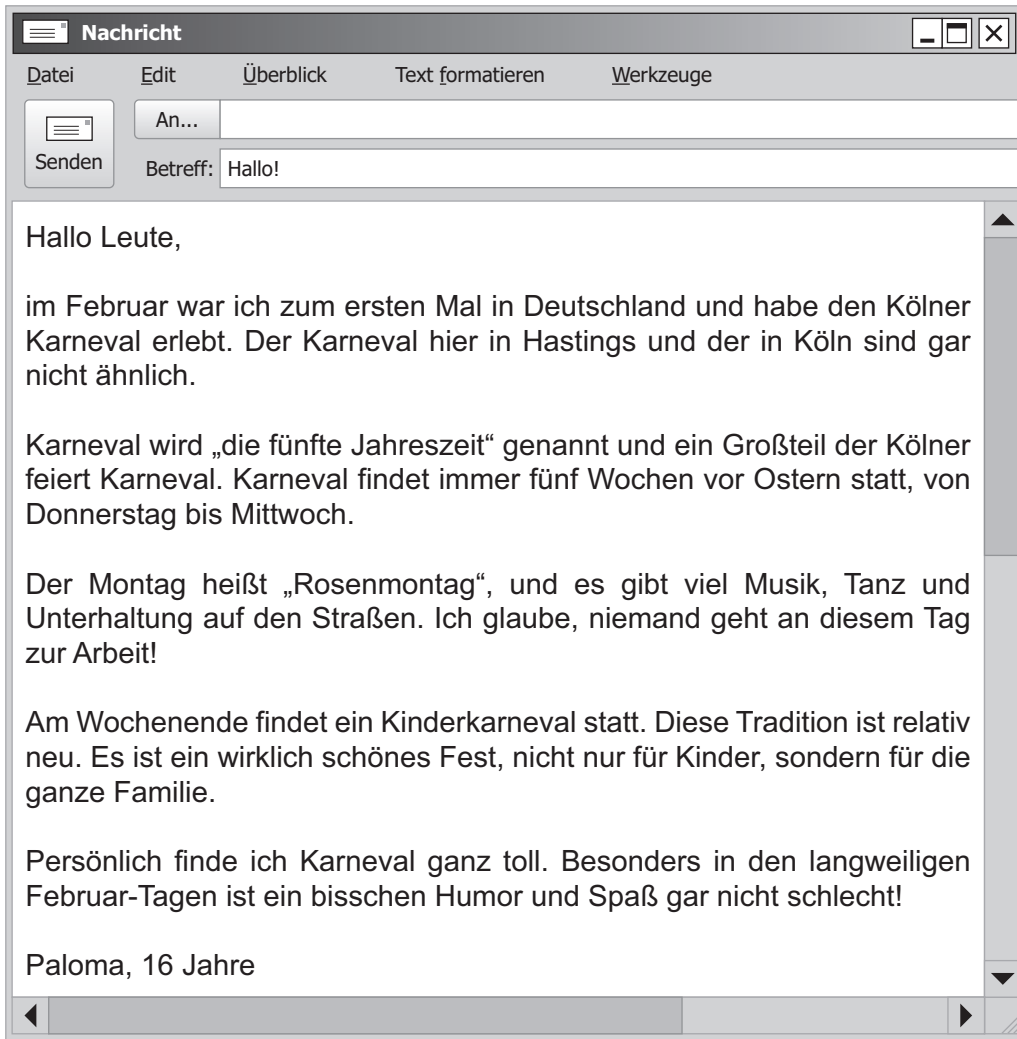 Nachricht
Datei Edit Überblick Text formatieren Werkzeuge
An...
Senden
Betreff: Hallo!
Hallo Leute,
im Februar war ich zum ersten Mal in Deutschland und habe den Kölner
Karneval erlebt. Der Karneval hier in Hastings und der in Köln sind gar
nicht ähnlich.
Karneval wird „die fünfte Jahreszeit“ genannt und ein Großteil der Kölner
feiert Karneval. Karneval findet immer fünf Wochen vor Ostern statt, von
Donnerstag bis Mittwoch.
Der Montag heißt „Rosenmontag“, und es gibt viel Musik, Tanz und
Unterhaltung auf den Straßen. Ich glaube, niemand geht an diesem Tag
zur Arbeit!
Am Wochenende findet ein Kinderkarneval statt. Diese Tradition ist relativ
neu. Es ist ein wirklich schönes Fest, nicht nur für Kinder, sondern für die
ganze Familie.
Persönlich finde ich Karneval ganz toll. Besonders in den langweiligen
Februar-Tagen ist ein bisschen Humor und Spaß gar nicht schlecht!
Paloma, 16 Jahre